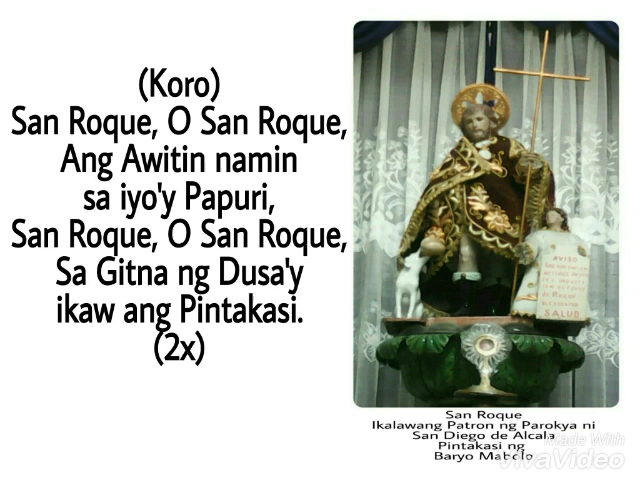 (Koro)
San Roque, O San Roque,
Ang Awitin namin
sa iyo'y Papuri,
San Roque, O San Roque,
Sa Gitna ng Dusa'y
ikaw ang Pintakasi.
(2x)
AVISO
SALUD
San Roque
Ikalawang Patron ng Parokya ni
San Diego de Alcala
Pintakasi ng
Baryo Mabolo
Made With
VivaVideo